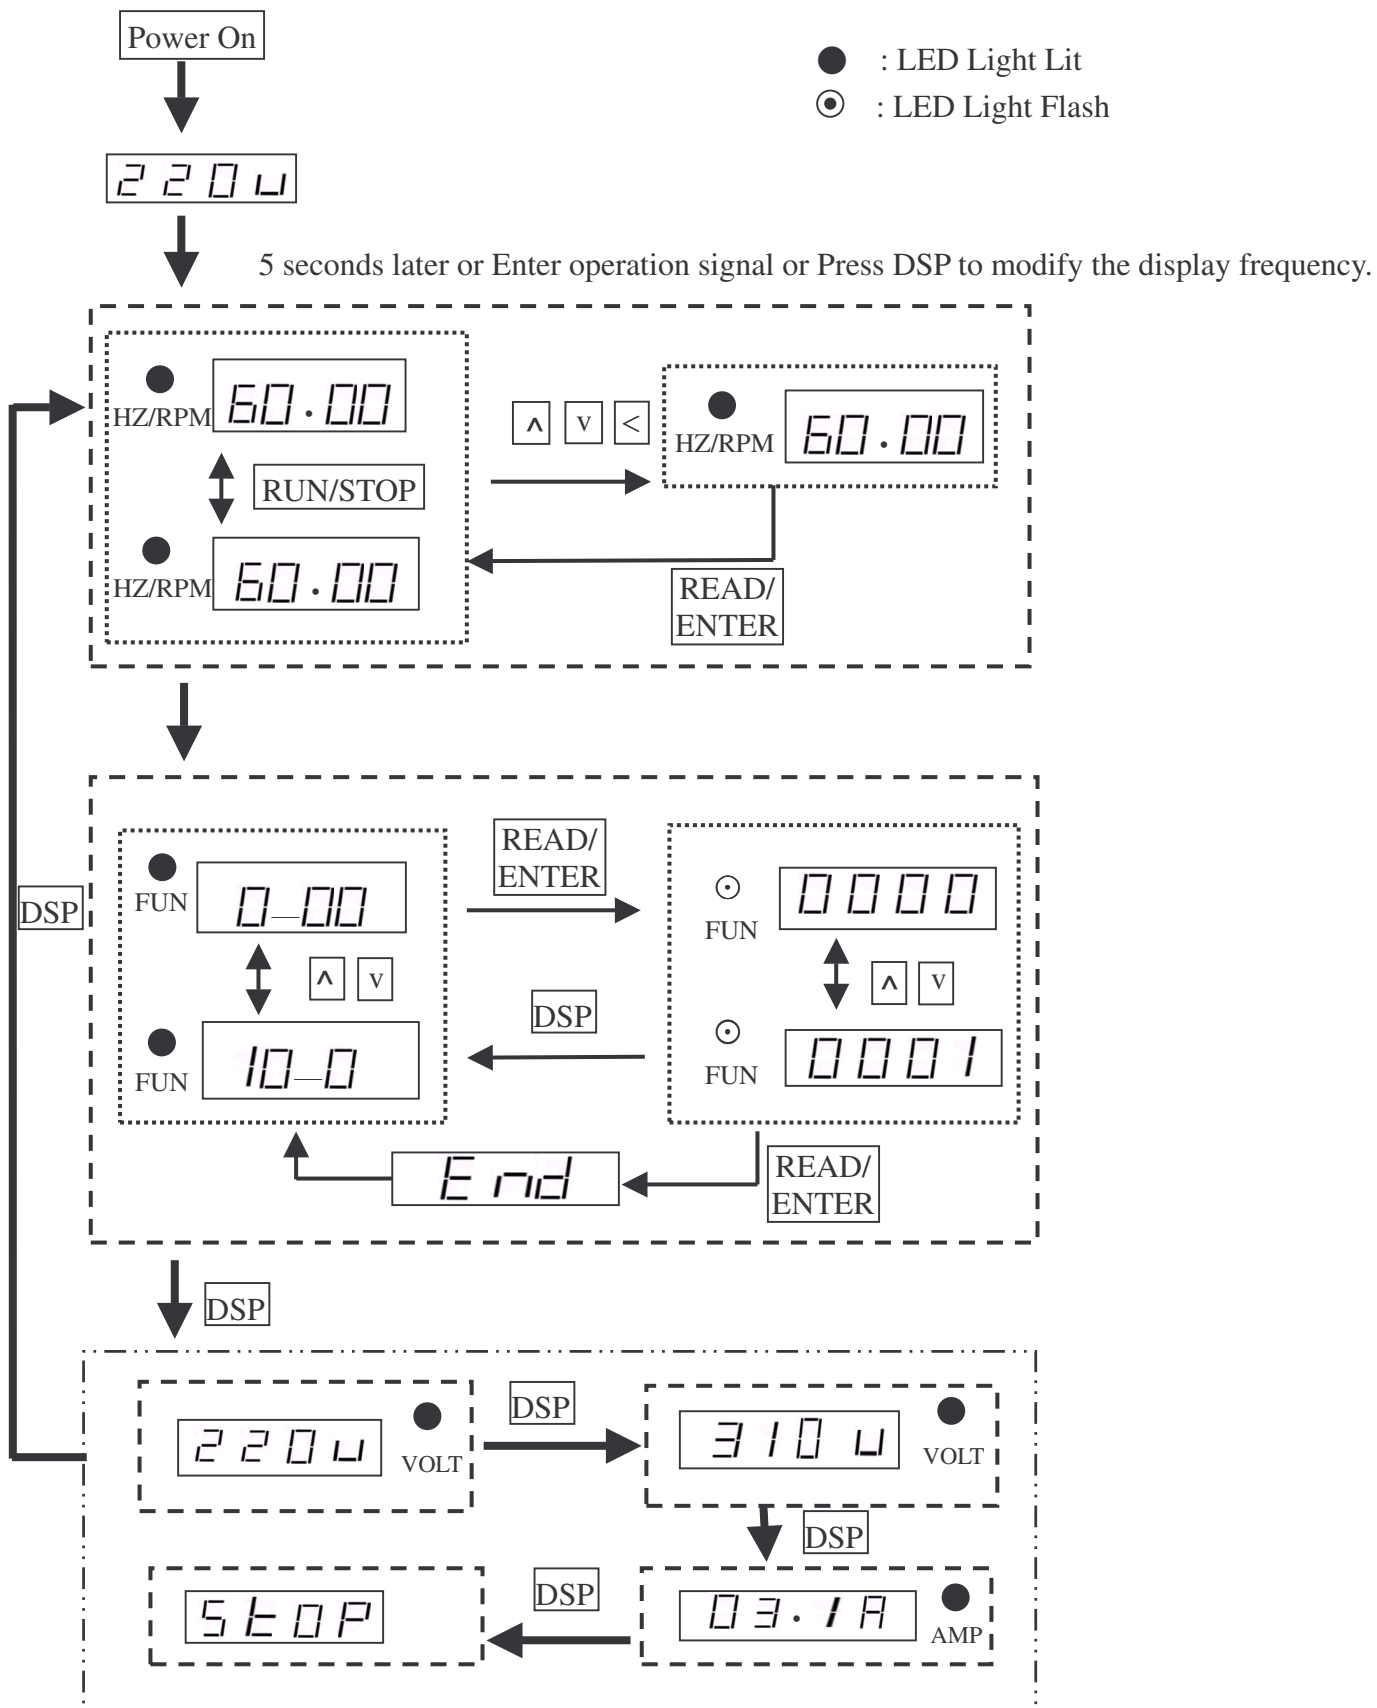 Power On
: LED Light Lit
: LED Light Flash
220u
5 seconds later or Enter operation signal or Press DSP to modify the display frequency.
HZ/RPM 60.00
^ v <
HZ/RPM 60.00
RUN/STOP
HZ/RPM 60.00
READ/
ENTER
DSP
FUN 0—00
READ/
ENTER
FUN 0000
^ v
^ v
DSP
FUN 10—0
FUN 0001
End
READ/
ENTER
DSP
220u VOLT
DSP
310u VOLT
DSP
StOP
DSP
03.1A AMP